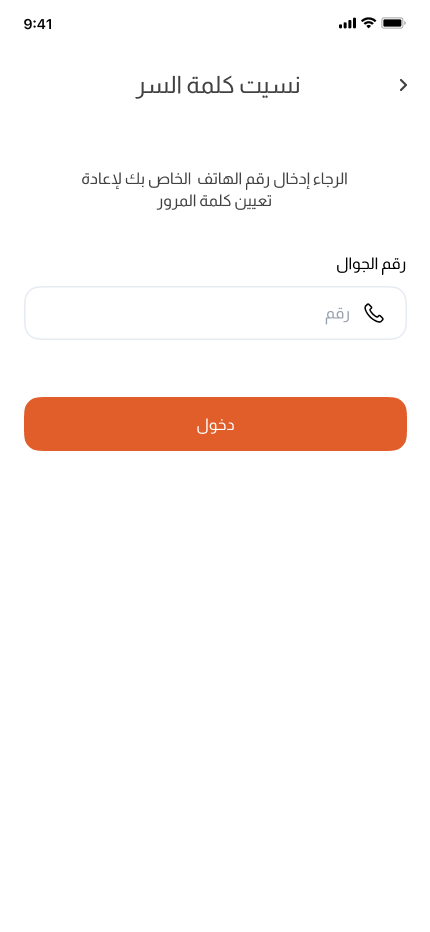 9:41
نسيت كلمة السر
الرجاء إدخال رقم الهاتف الخاص بك لإعادة
تعيين كلمة المرور
رقم الجوال
رقم
دخول